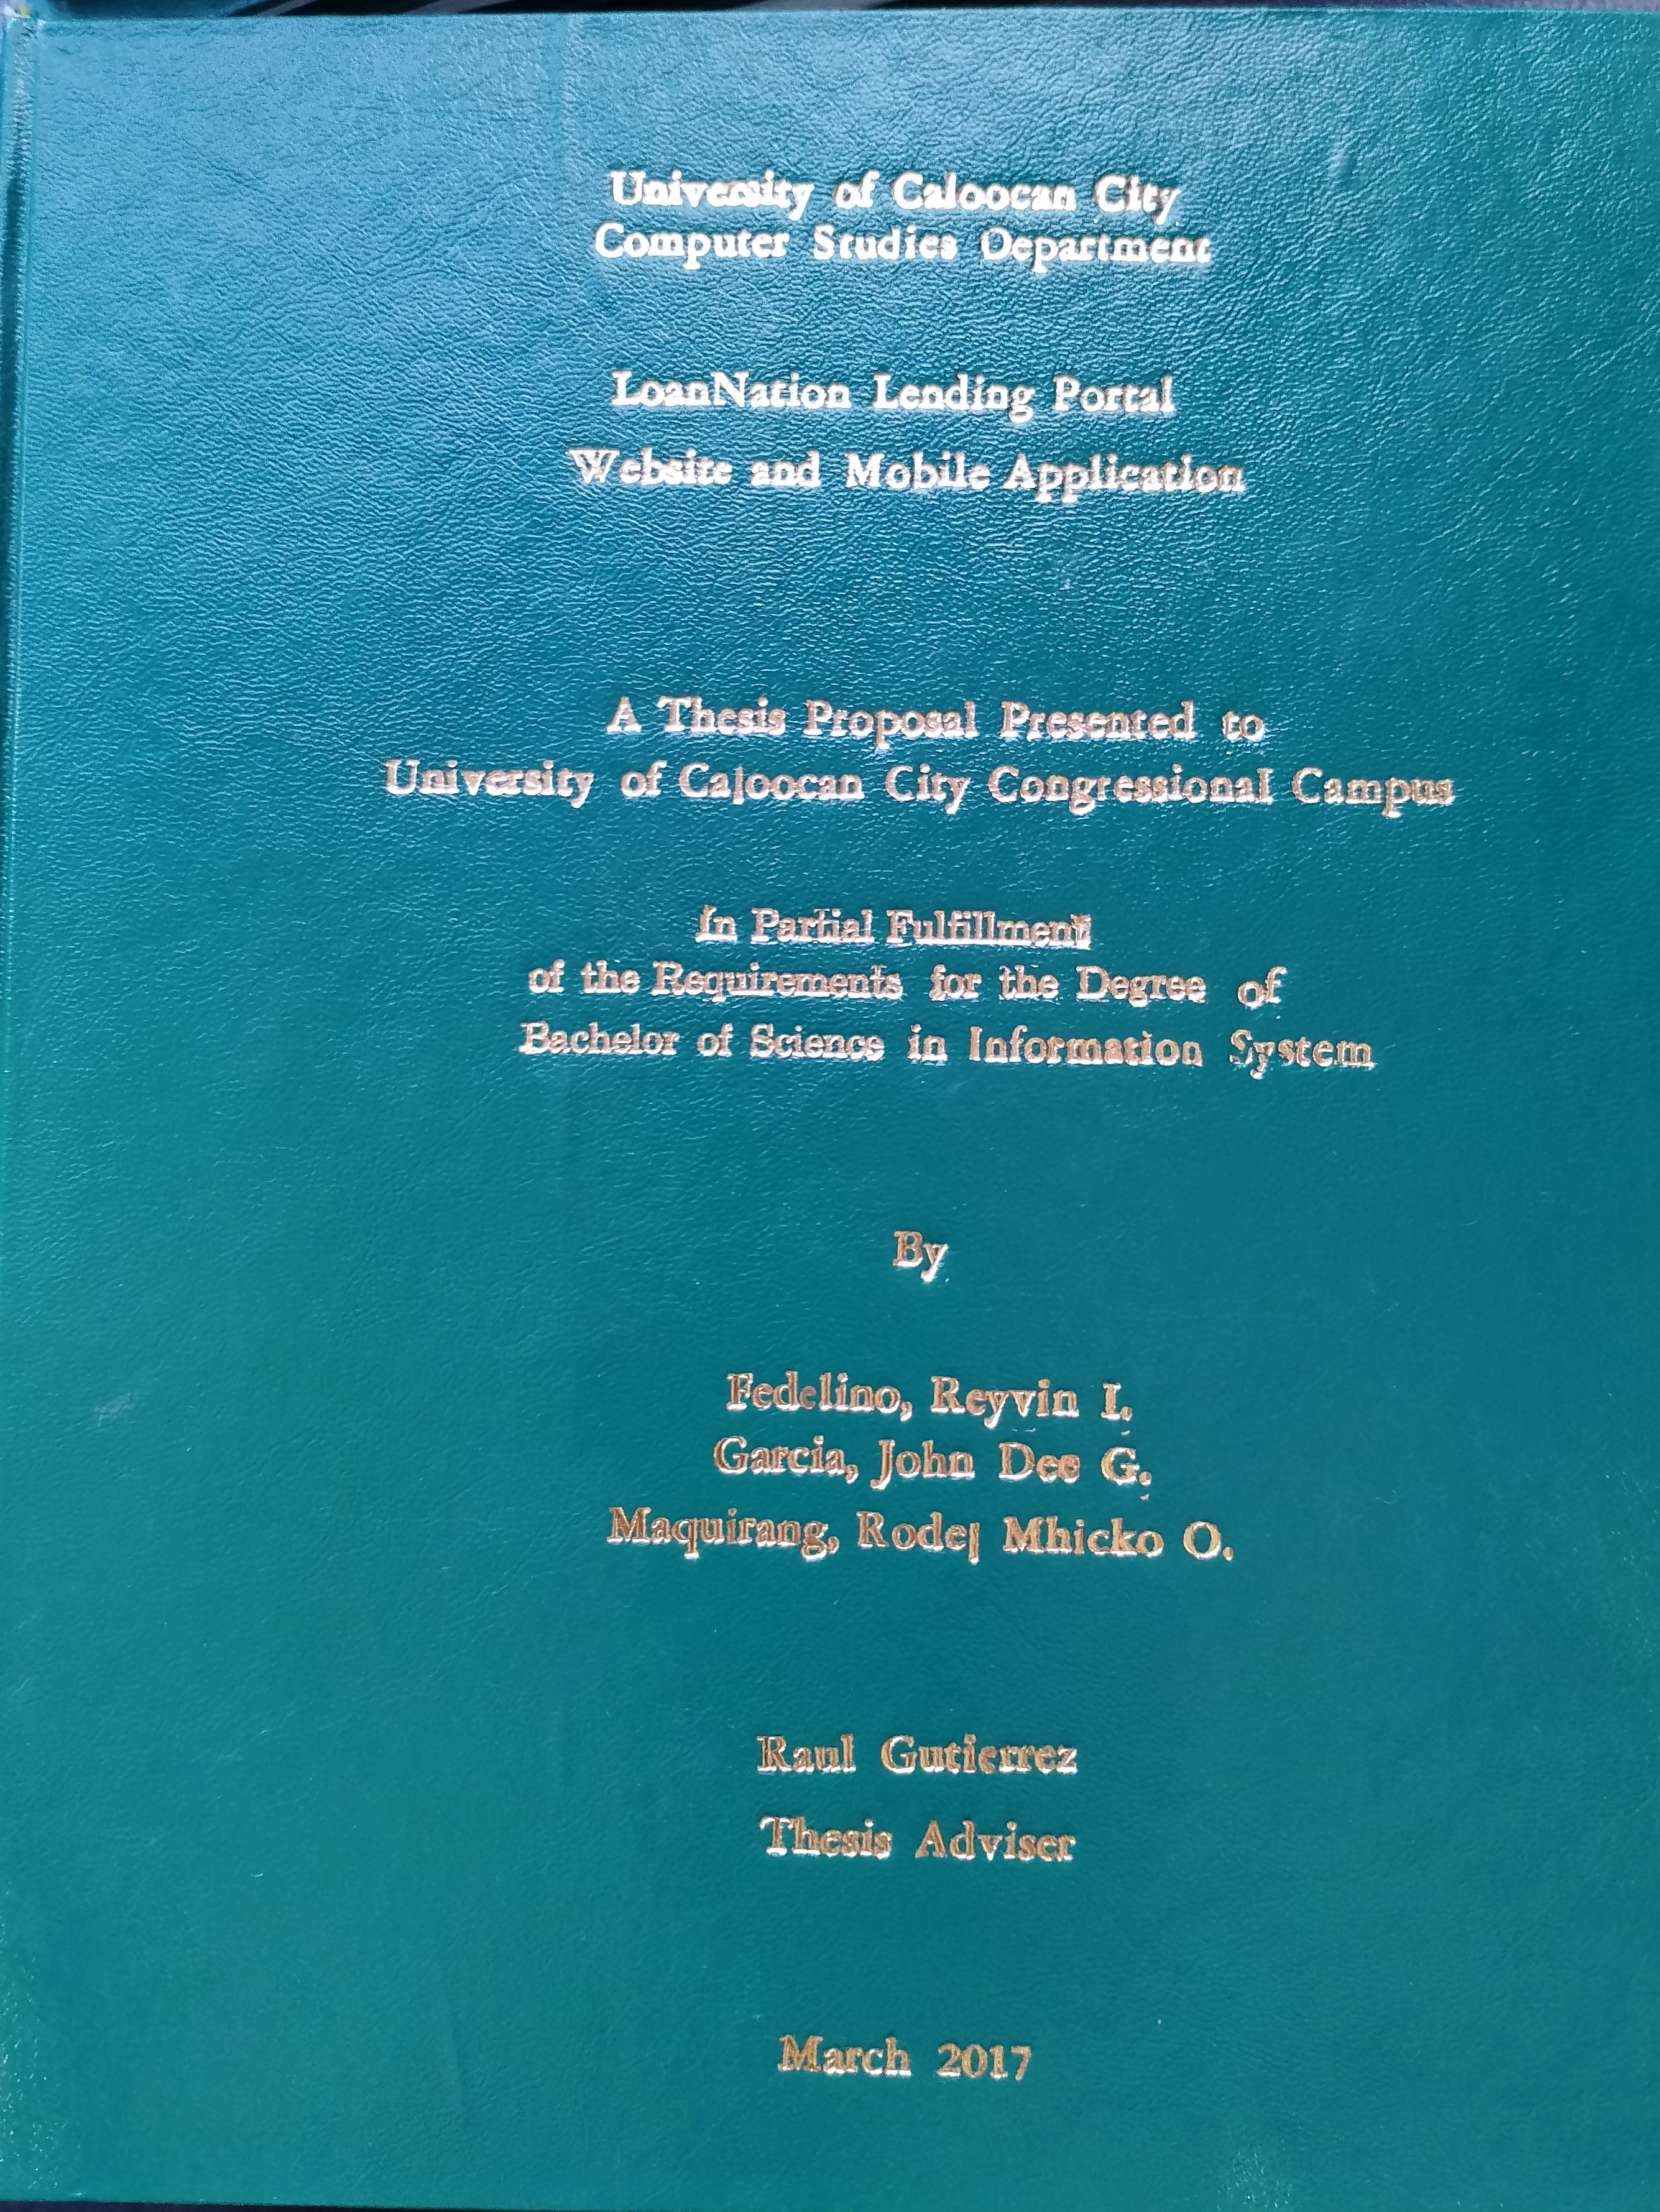 University of Caloocan City
Computer Studies Department
LoanNation Lending Portal
Website and Mobile Application
A Thesis Proposal Presented to
University of Caloocan City Congressional Campus
In Partial Fulfillment
of the Requirements for the Degree of
Bachelor of Science in Information System
By
Fedelino, Reyvin I.
Garcia, John Dee G.
Maquirang, Rodel Mhicko O.
Raul Gutierrez
Thesis Adviser
March 2017